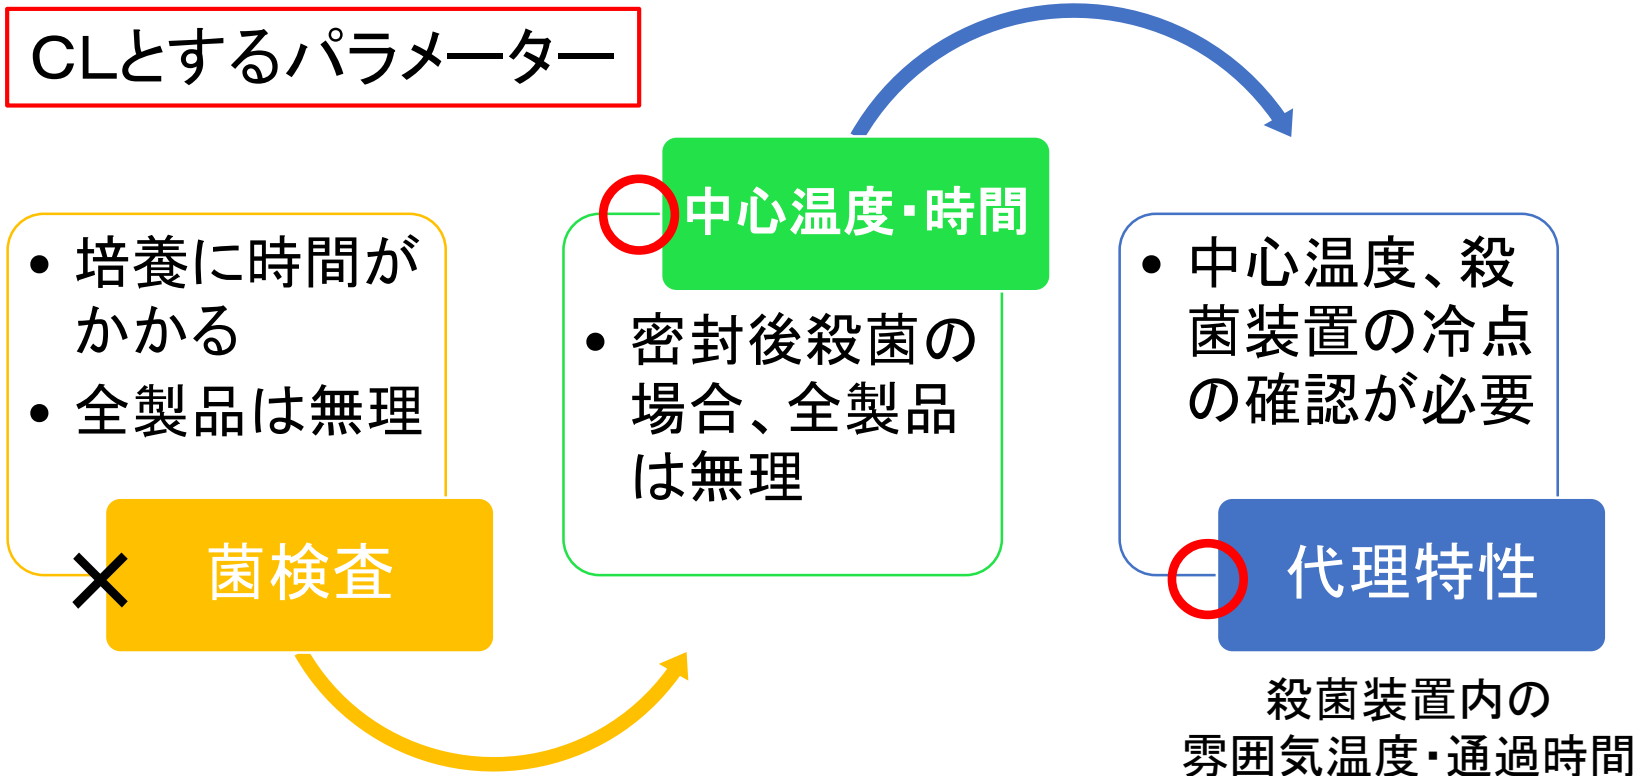 CLとするパラメーター
• 培養に時間が
かかる
• 全製品は無理
菌検査
中心温度・時間
• 密封後殺菌の
場合、全製品
は無理
• 中心温度、殺
菌装置の冷点
の確認が必要
代理特性
殺菌装置内の
雰囲気温度・通過時間